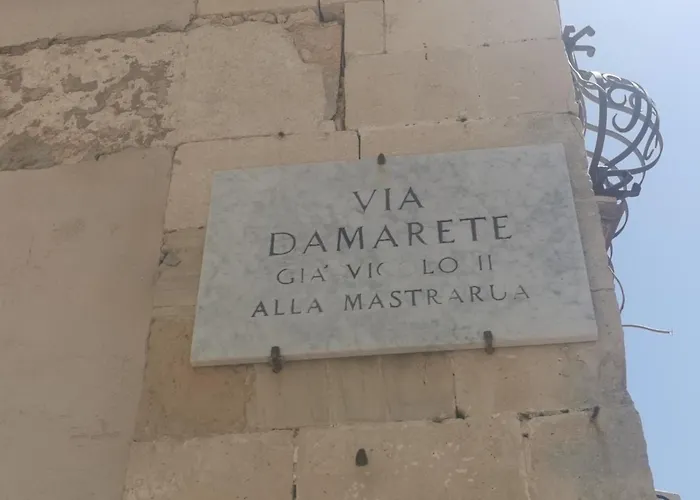 VIA
DAMARETE
GIA' VICOLO II
ALLA MASTRARUA